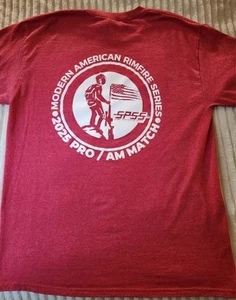 MODERN AMERICAN RIMFIRE SERIES
SPSS
2025 PRO / AM MATCH